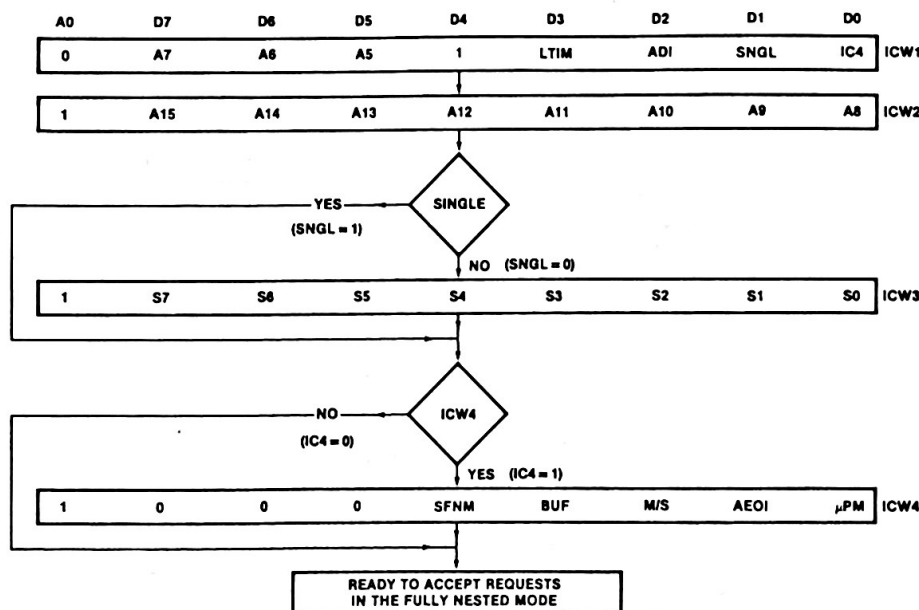 A0 D7 D6 D5 D4 D3 D2 D1 D0
0 A7 A6 A5 1 LTIM ADI SNGL IC4 ICW1
1 A15 A14 A13 A12 A11 A10 A9 A8 ICW2
SINGLE
YES
(SNGL = 1)
NO (SNGL = 0)
1 S7 S6 S5 S4 S3 S2 S1 S0 ICW3
ICW4
NO
(IC4 = 0)
YES (IC4 = 1)
1 0 0 0 SFNM BUF M/S AEOI μPM ICW4
READY TO ACCEPT REQUESTS
IN THE FULLY NESTED MODE